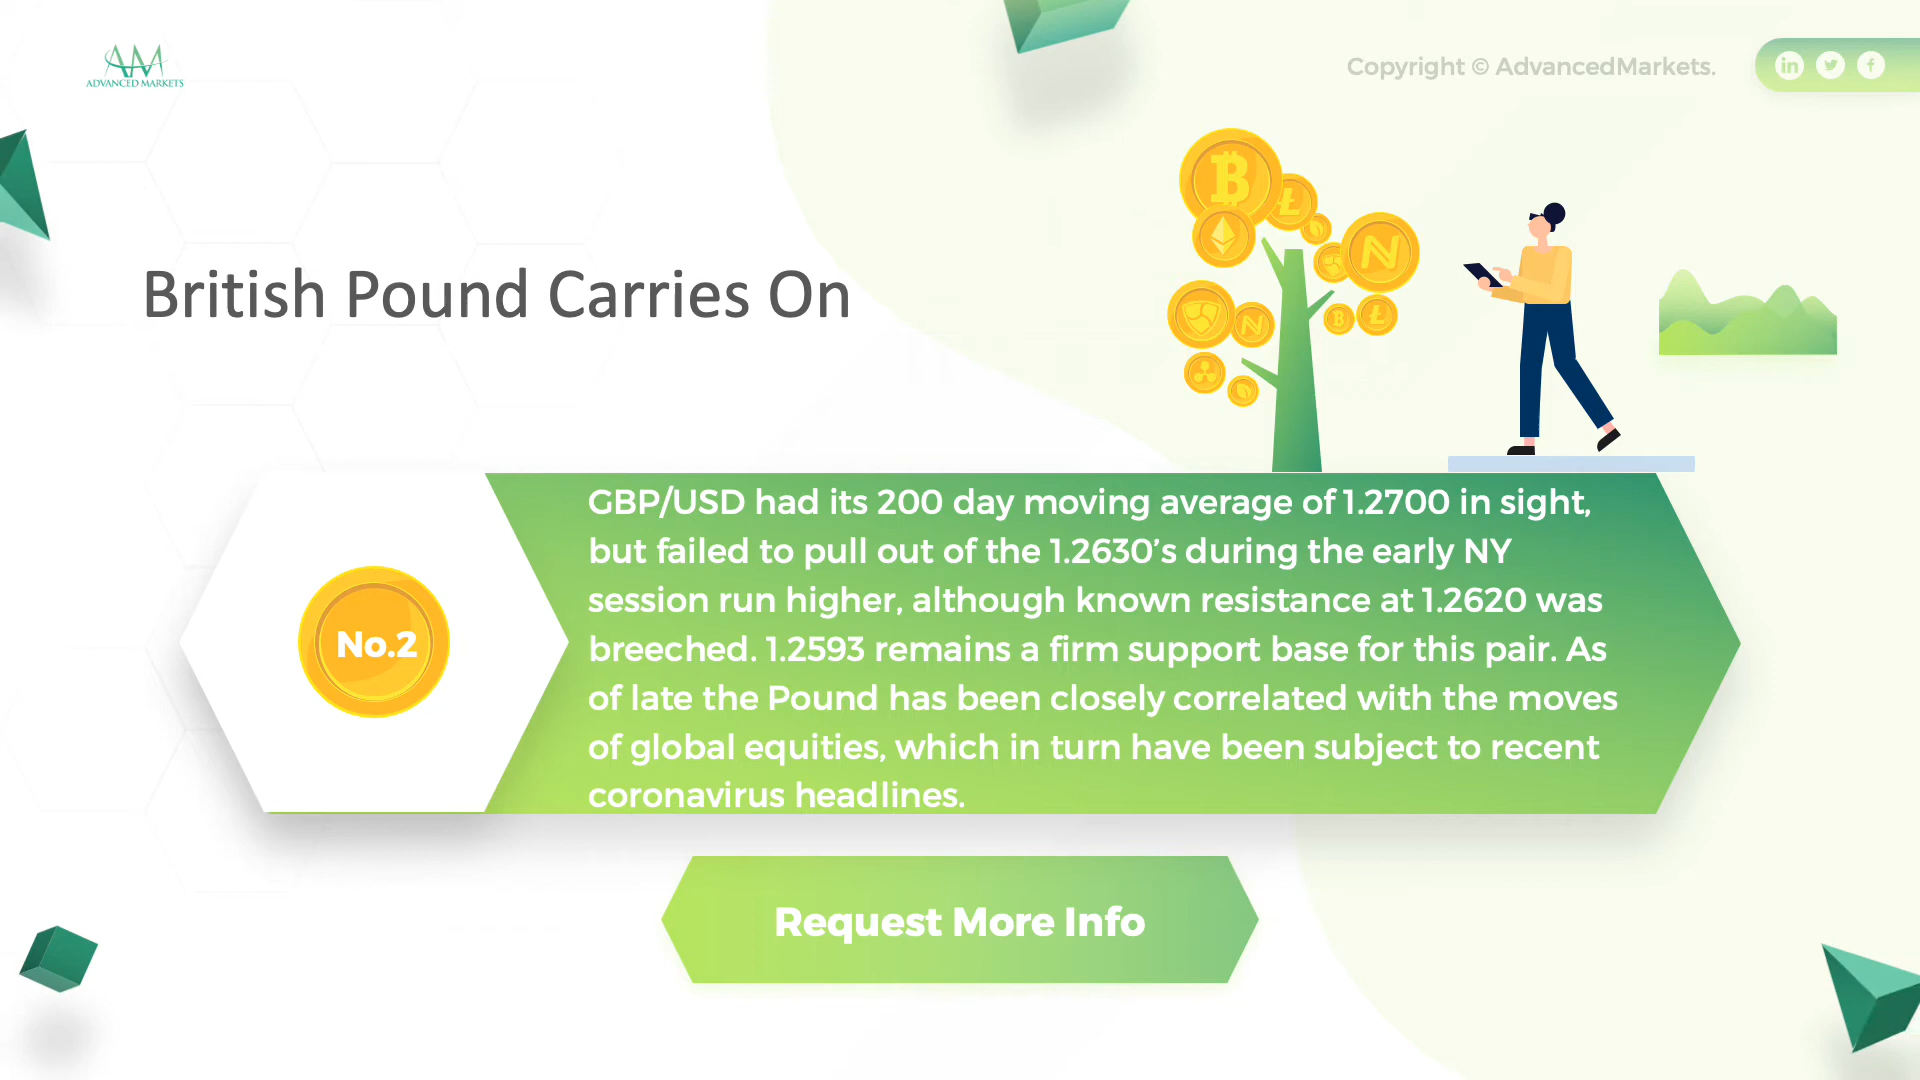 AM
ADVANCED MARKETS
Copyright © AdvancedMarkets.
British Pound Carries On
No.2
GBP/USD had its 200 day moving average of 1.2700 in sight,
but failed to pull out of the 1.2630’s during the early NY
session run higher, although known resistance at 1.2620 was
breeched. 1.2593 remains a firm support base for this pair. As
of late the Pound has been closely correlated with the moves
of global equities, which in turn have been subject to recent
coronavirus headlines.
Request More Info